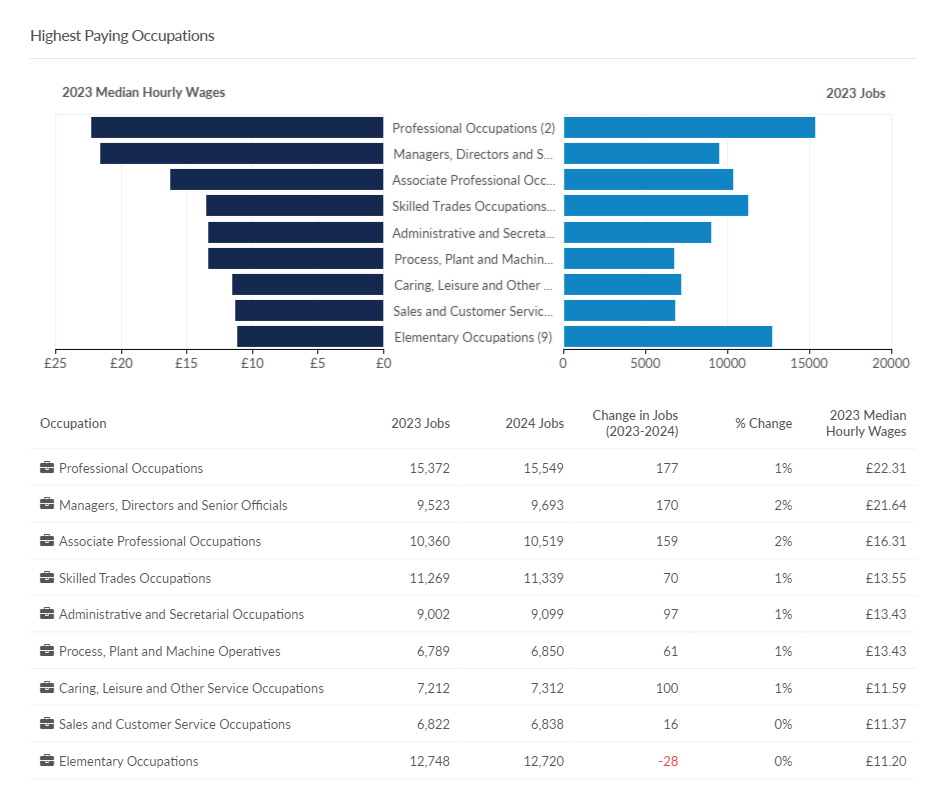 Highest Paying Occupations
2023 Median Hourly Wages
2023 Jobs
Professional Occupations (2)
Managers, Directors and S...
Associate Professional Occ...
Skilled Trades Occupations...
Administrative and Secreta...
Process, Plant and Machin...
Caring, Leisure and Other ...
Sales and Customer Servic...
Elementary Occupations (9)
£25 £20 £15 £10 £5 £0 0 5000 10000 15000 20000
Occupation 2023 Jobs 2024 Jobs Change in Jobs (2023-2024) % Change 2023 Median Hourly Wages
Professional Occupations 15,372 15,549 177 1% £22.31
Managers, Directors and Senior Officials 9,523 9,693 170 2% £21.64
Associate Professional Occupations 10,360 10,519 159 2% £16.31
Skilled Trades Occupations 11,269 11,339 70 1% £13.55
Administrative and Secretarial Occupations 9,002 9,099 97 1% £13.43
Process, Plant and Machine Operatives 6,789 6,850 61 1% £13.43
Caring, Leisure and Other Service Occupations 7,212 7,312 100 1% £11.59
Sales and Customer Service Occupations 6,822 6,838 16 0% £11.37
Elementary Occupations 12,748 12,720 -28 0% £11.20